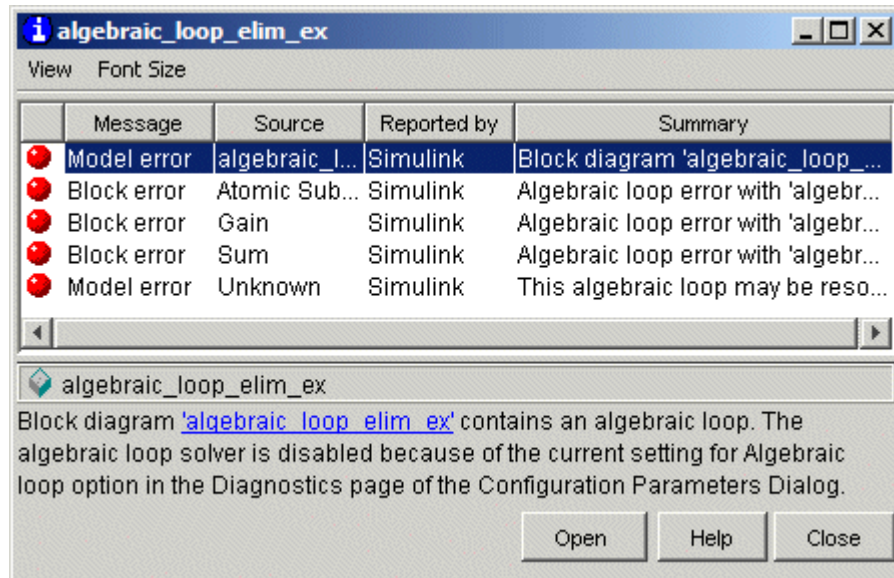 algebraic_loop_elim_ex
View Font Size
Message Source Reported by Summary
Model error algebraic_l... Simulink Block diagram 'algebraic_loop_...
Block error Atomic Sub... Simulink Algebraic loop error with 'algebr...
Block error Gain Simulink Algebraic loop error with 'algebr...
Block error Sum Simulink Algebraic loop error with 'algebr...
Model error Unknown Simulink This algebraic loop may be reso...
algebraic_loop_elim_ex
Block diagram 'algebraic_loop_elim_ex' contains an algebraic loop. The
algebraic loop solver is disabled because of the current setting for Algebraic
loop option in the Diagnostics page of the Configuration Parameters Dialog.
Open Help Close